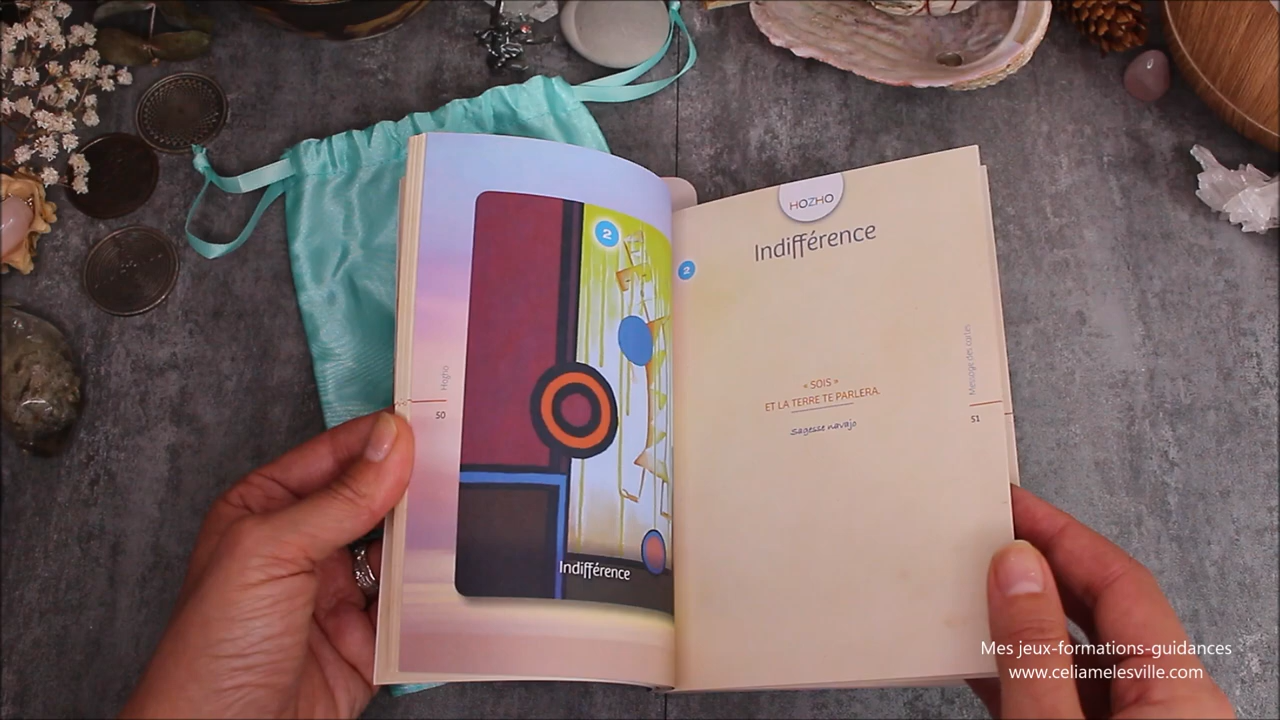 2
Indifférence
Hozho
50
HOZHO
Indifférence
2
« SOIS »
ET LA TERRE TE PARLERA.
Sagesse navajo
Message des cartes
51
Mes jeux-formations-guidances
www.celiamelesville.com